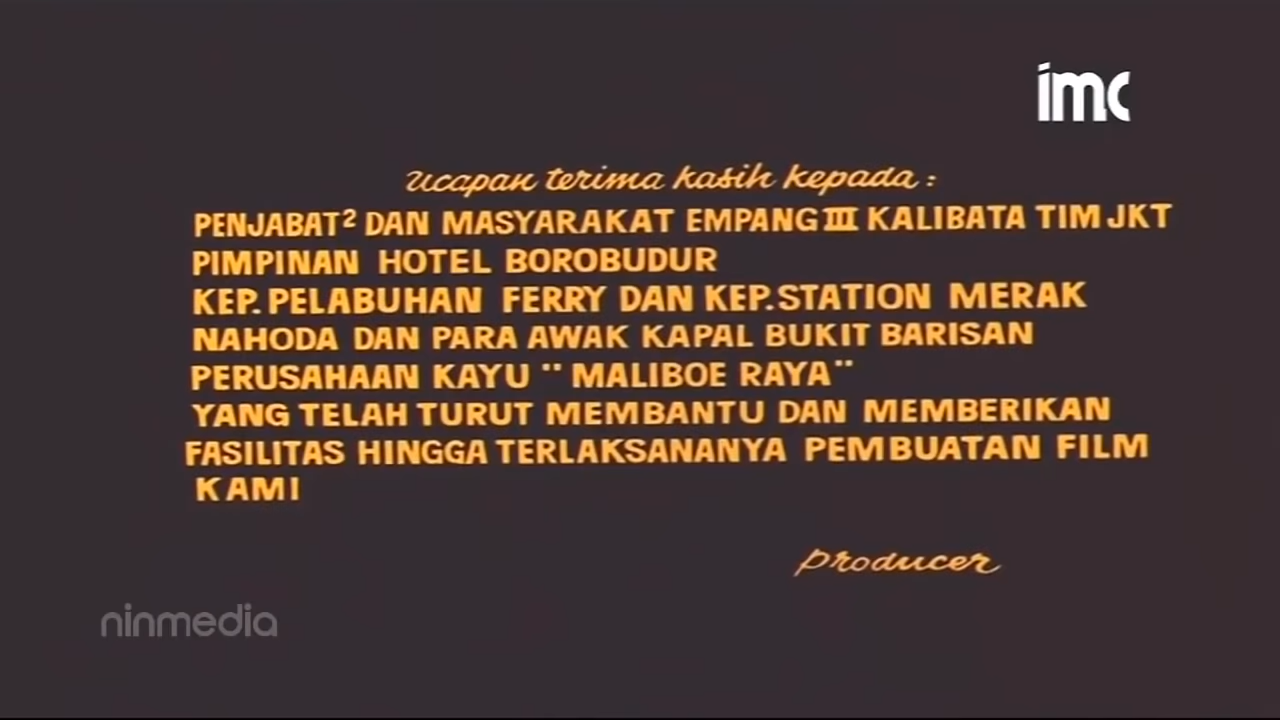 imc
Ucapan terima kasih kepada :
PENJABAT² DAN MASYARAKAT EMPANG III KALIBATA TIM JKT
PIMPINAN HOTEL BOROBUDUR
KEP. PELABUHAN FERRY DAN KEP. STATION MERAK
NAHODA DAN PARA AWAK KAPAL BUKIT BARISAN
PERUSAHAAN KAYU " MALIBOE RAYA "
YANG TELAH TURUT MEMBANTU DAN MEMBERIKAN
FASILITAS HINGGA TERLAKSANANYA PEMBUATAN FILM
KAMI
Producer
ninmedia